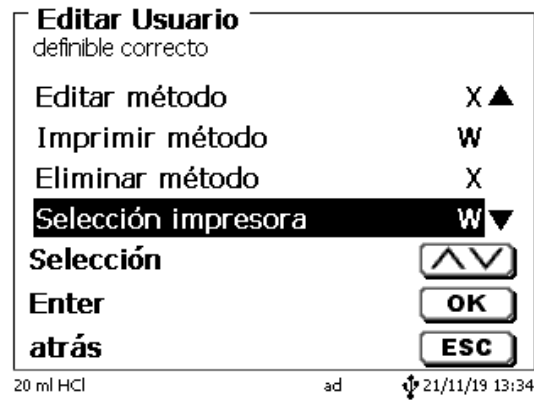 Editar Usuario
definible correcto
Editar método X
Imprimir método W
Eliminar método X
Selección impresora W
Selección
Enter OK
atrás ESC
20 ml HCl ad 21/11/19 13:34